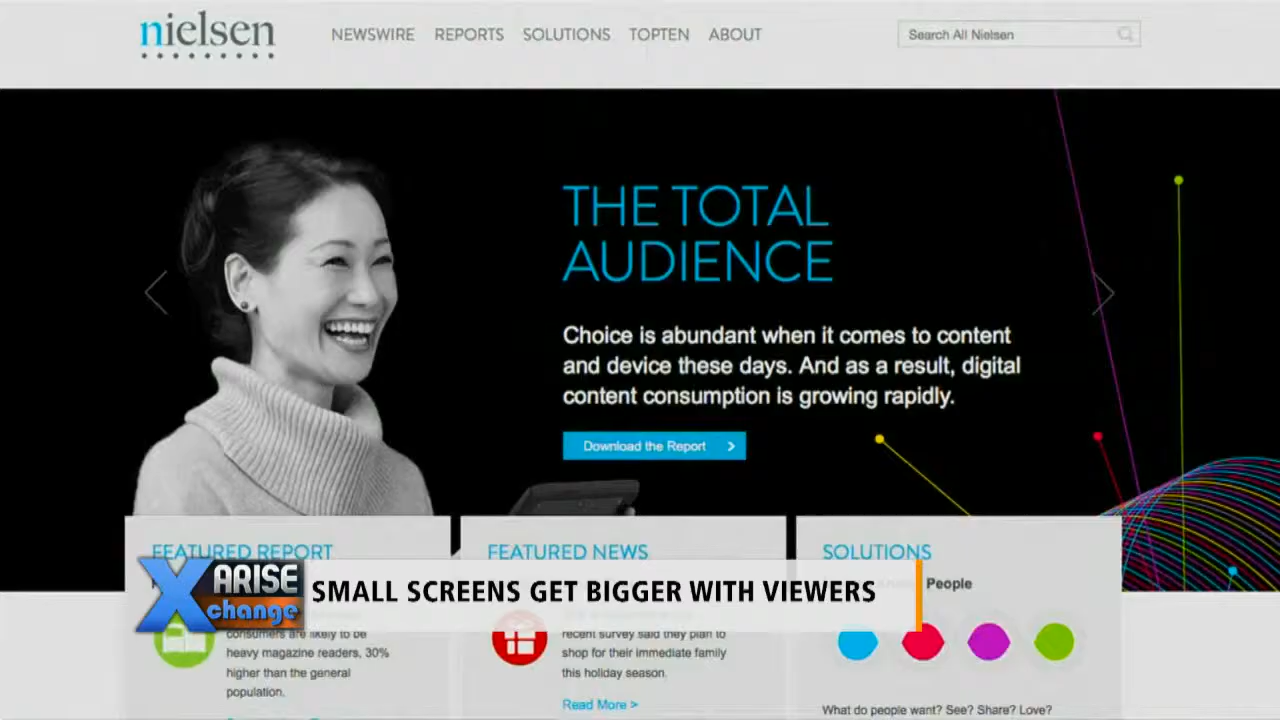 nielsen
NEWSWIRE REPORTS SOLUTIONS TOPTEN ABOUT
Search All Nielsen
THE TOTAL
AUDIENCE
Choice is abundant when it comes to content
and device these days. And as a result, digital
content consumption is growing rapidly.
Download the Report >
FEATURED REPORT
FEATURED NEWS
SOLUTIONS
People
X ARISE
change
SMALL SCREENS GET BIGGER WITH VIEWERS
consumers are likely to be
heavy magazine readers, 30%
higher than the general
population.
recent survey said they plan to
shop for their immediate family
this holiday season.
Read More >
What do people want? See? Share? Love?